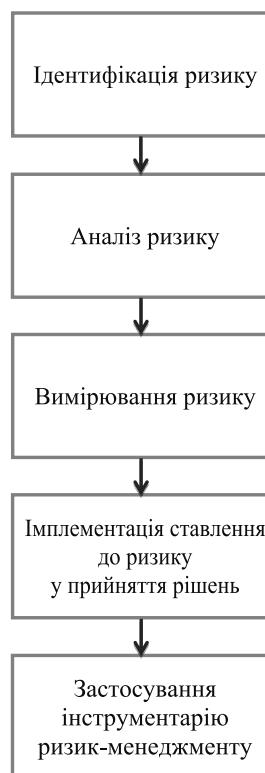 Ідентифікація ризику
Аналіз ризику
Вимірювання ризику
Імплементація ставлення
до ризику
у прийняття рішень
Застосування
інструментарію
ризик-менеджменту